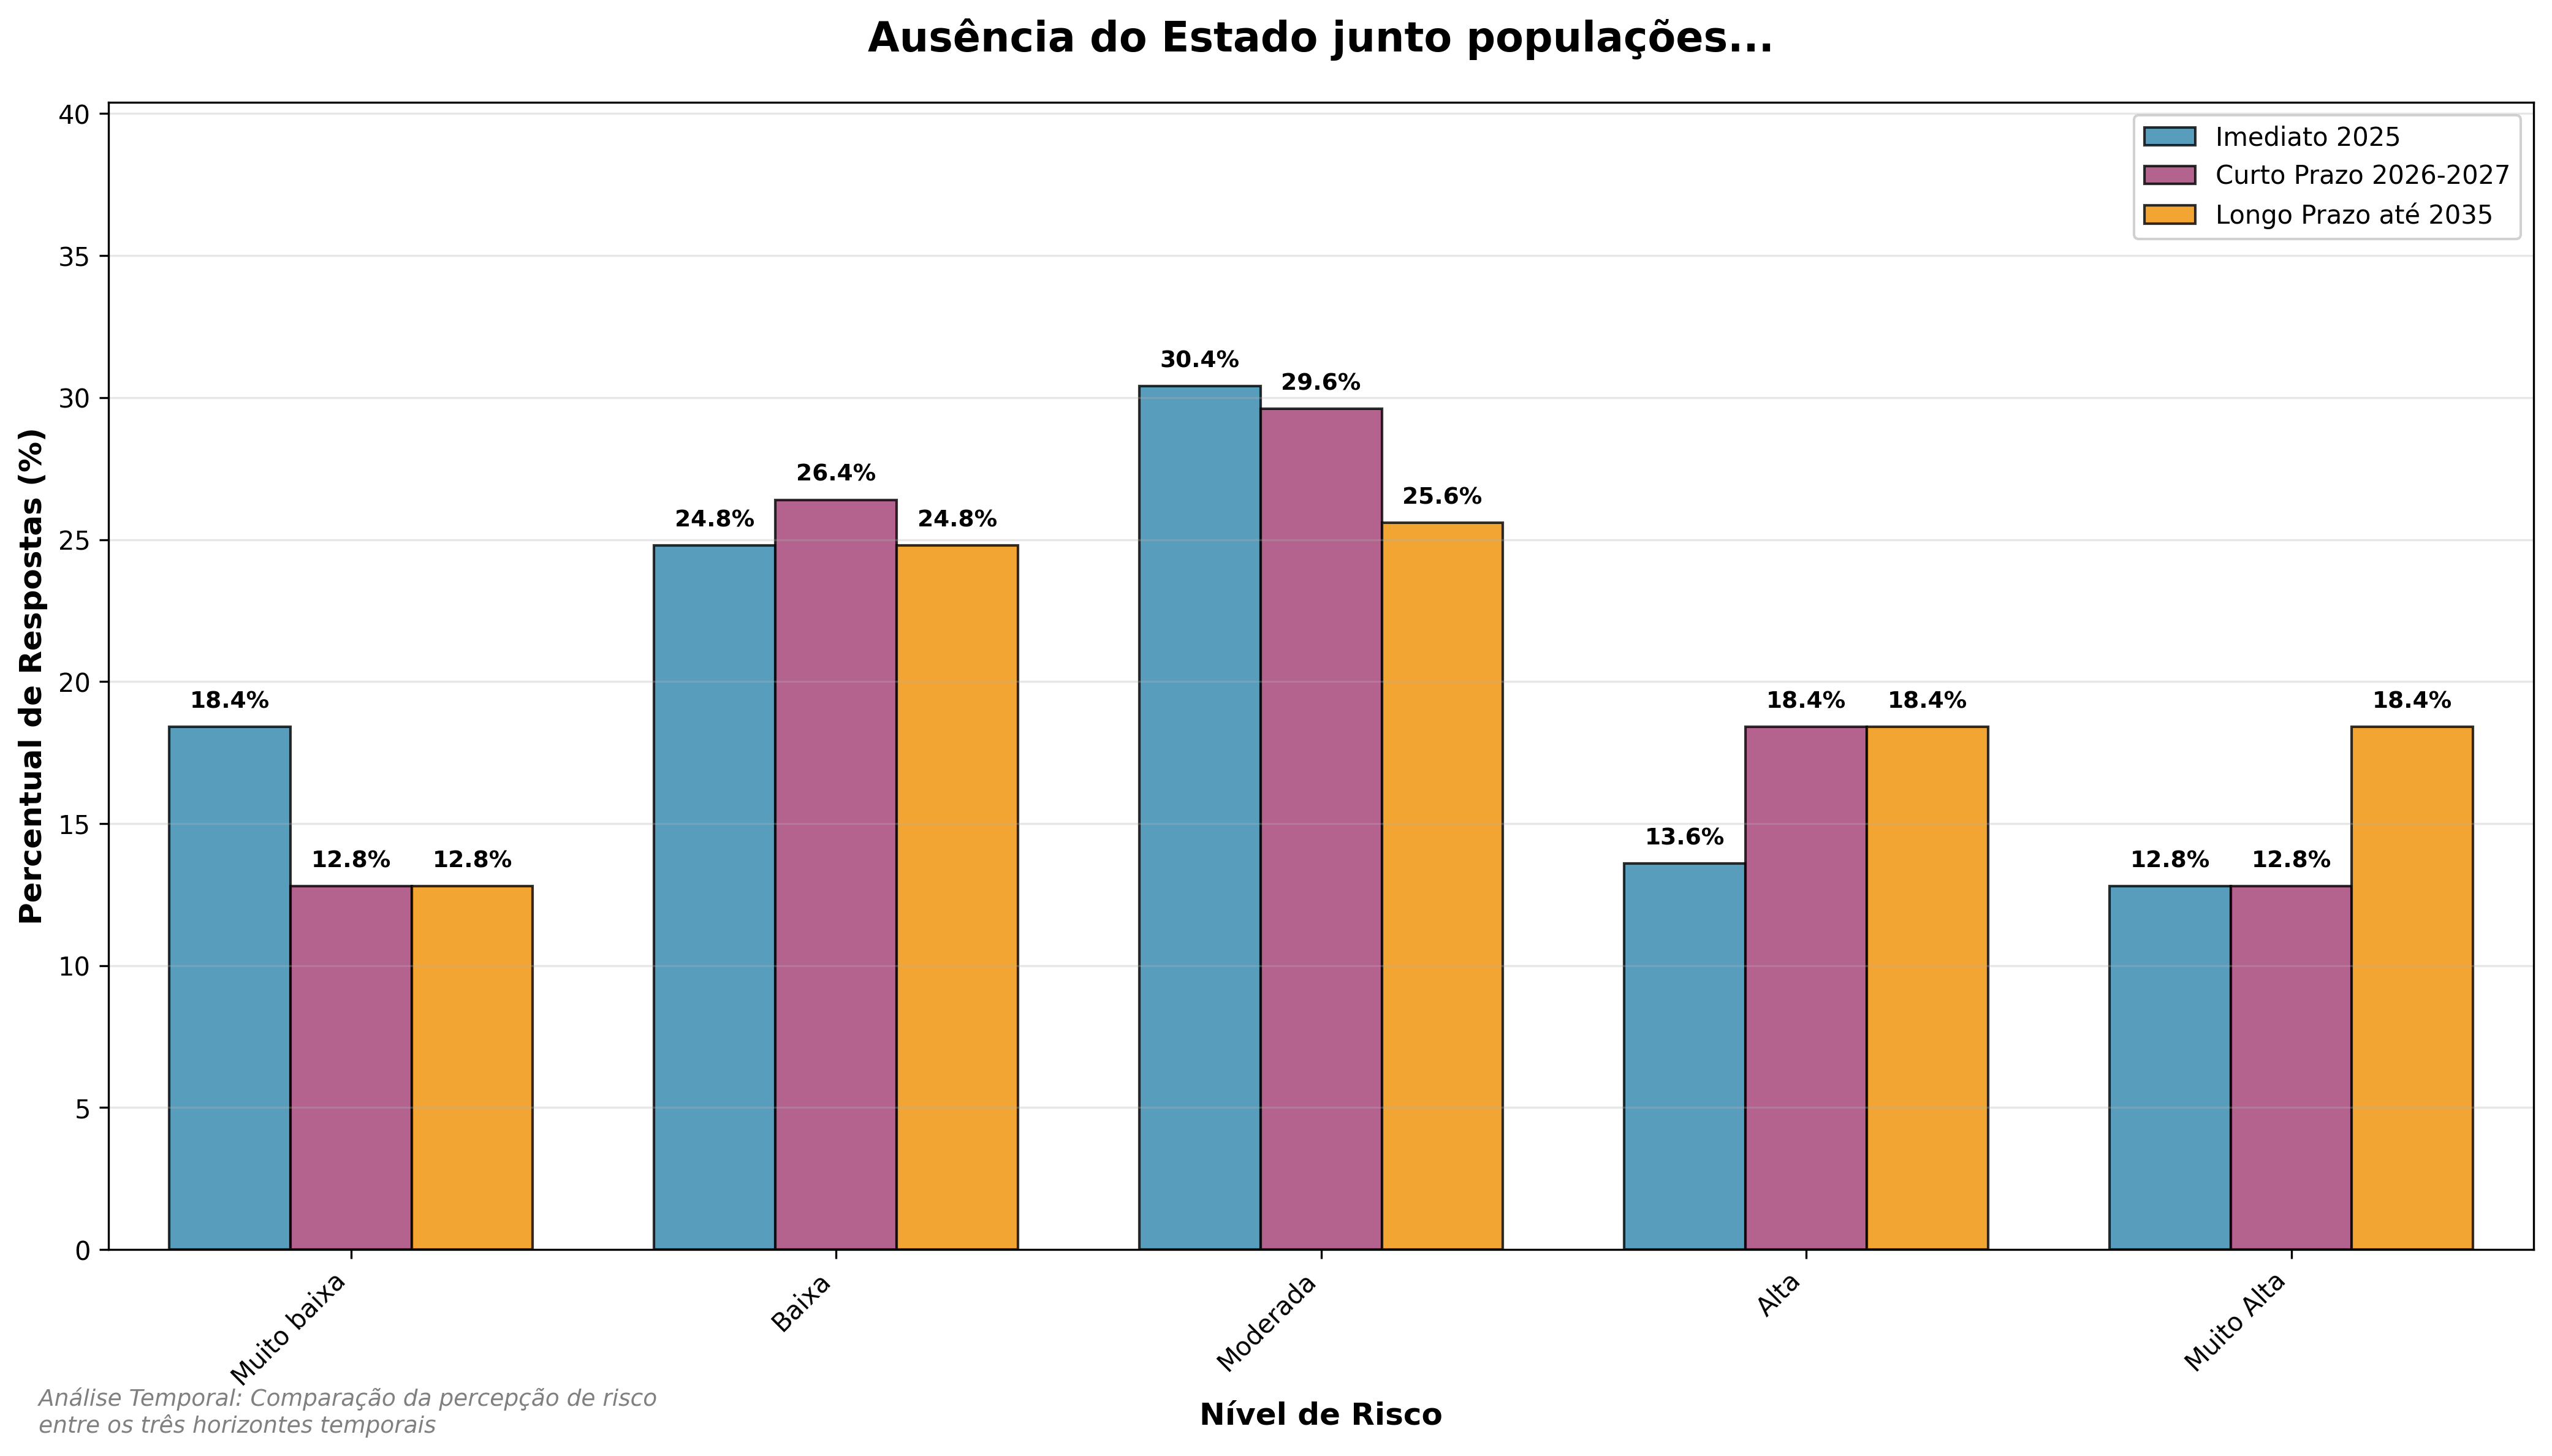 Ausência do Estado junto populações...
Percentual de Respostas (%)
40
35
30
25
20
15
10
5
0
Imediato 2025
Curto Prazo 2026-2027
Longo Prazo até 2035
18.4%
12.8%
12.8%
24.8%
26.4%
24.8%
30.4%
29.6%
25.6%
13.6%
18.4%
18.4%
12.8%
12.8%
18.4%
Muito baixa
Baixa
Moderada
Alta
Muito Alta
Nível de Risco
Análise Temporal: Comparação da percepção de risco
entre os três horizontes temporais